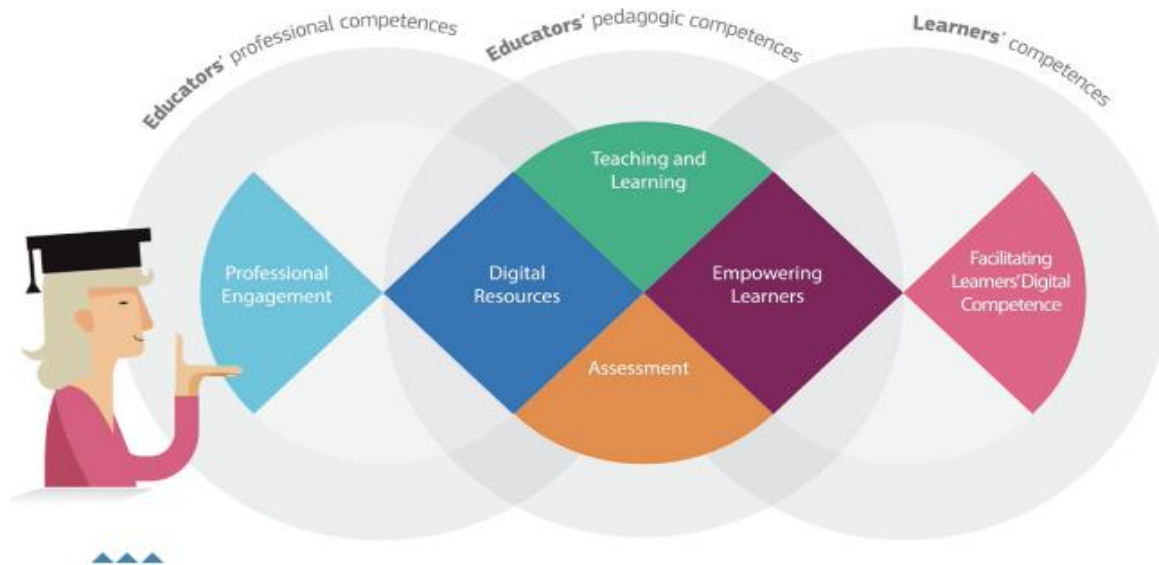 Educators' professional competences
Educators' pedagogic competences
Learners' competences
Teaching and
Learning
Professional
Engagement
Digital
Resources
Empowering
Learners
Facilitating
Learners' Digital
Competence
Assessment